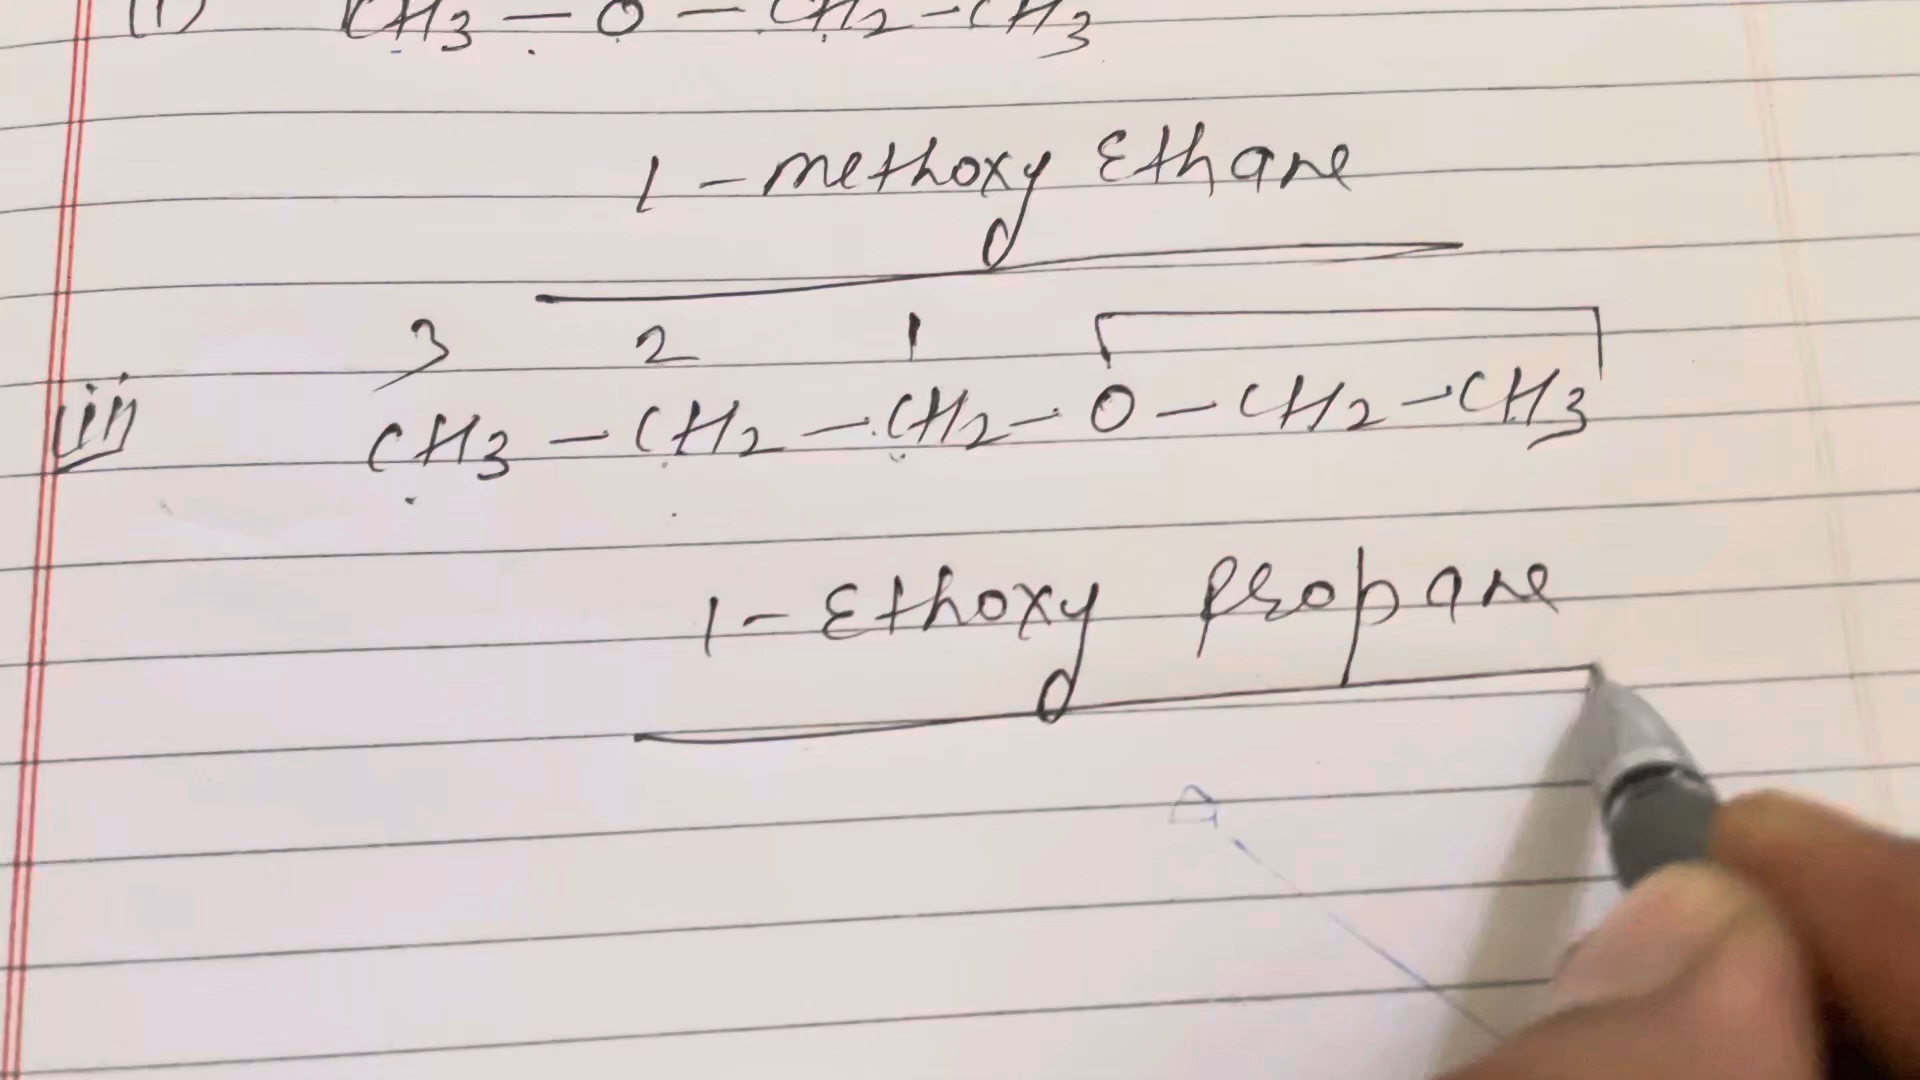 (i) CH3 - O - CH2 - CH3
1 - methoxy Ethane
3 2 1
(ii) CH3 - CH2 - CH2 - O - CH2 - CH3
1 - Ethoxy propane